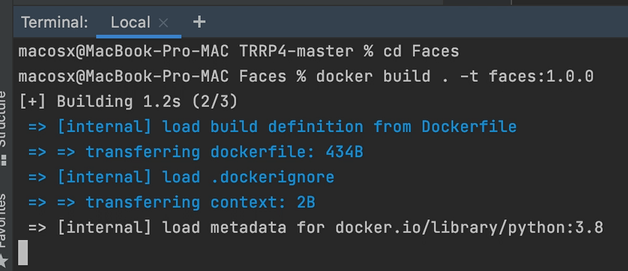 Terminal: Local × +
macosx@MacBook-Pro-MAC TRRP4-master % cd Faces
macosx@MacBook-Pro-MAC Faces % docker build . -t faces:1.0.0
[+] Building 1.2s (2/3)
=> [internal] load build definition from Dockerfile
=> => transferring dockerfile: 434B
=> [internal] load .dockerignore
=> => transferring context: 2B
=> [internal] load metadata for docker.io/library/python:3.8
Structure
Favorites